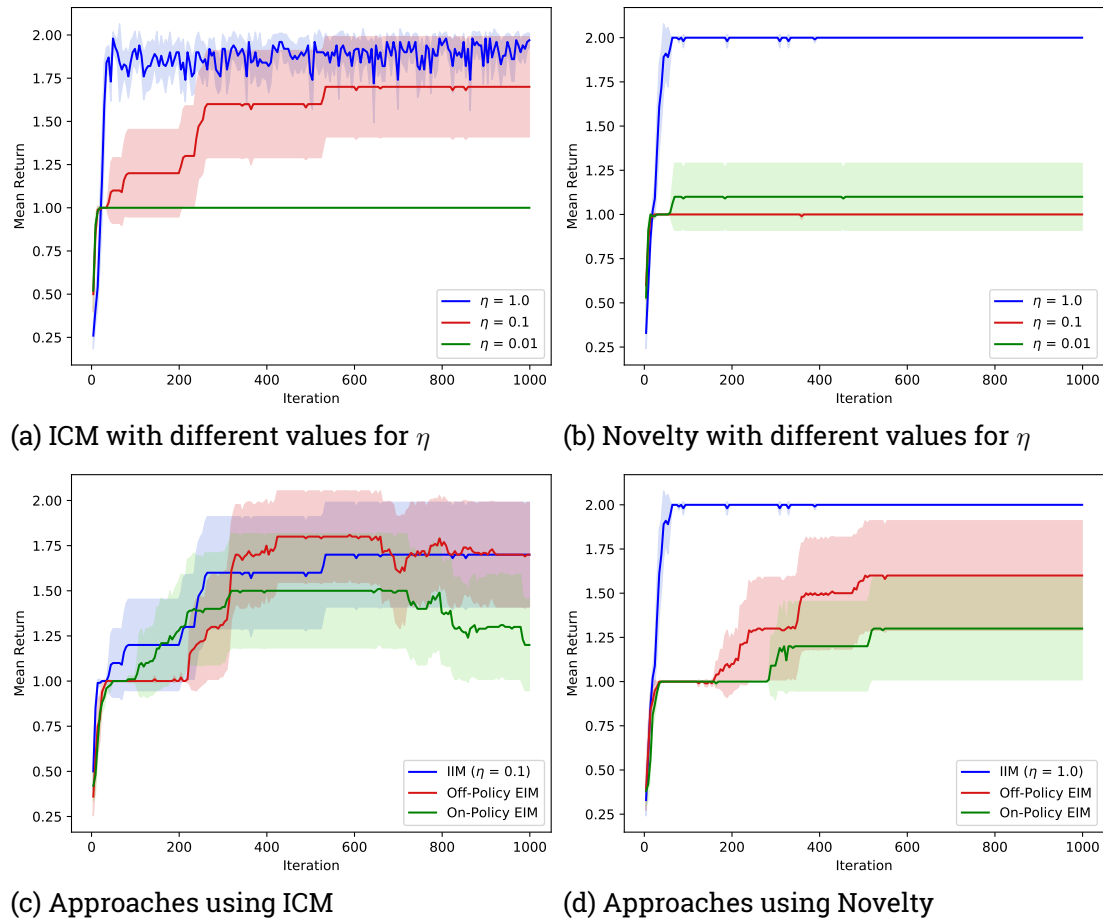 2.00
1.75
1.50
1.25
1.00
0.75
0.50
0.25
Mean Return
0 200 400 600 800 1000
Iteration
η = 1.0
η = 0.1
η = 0.01
(a) ICM with different values for η
2.00
1.75
1.50
1.25
1.00
0.75
0.50
0.25
Mean Return
0 200 400 600 800 1000
Iteration
η = 1.0
η = 0.1
η = 0.01
(b) Novelty with different values for η
2.00
1.75
1.50
1.25
1.00
0.75
0.50
0.25
Mean Return
0 200 400 600 800 1000
Iteration
IIM (η = 0.1)
Off-Policy EIM
On-Policy EIM
(c) Approaches using ICM
2.00
1.75
1.50
1.25
1.00
0.75
0.50
0.25
Mean Return
0 200 400 600 800 1000
Iteration
IIM (η = 1.0)
Off-Policy EIM
On-Policy EIM
(d) Approaches using Novelty